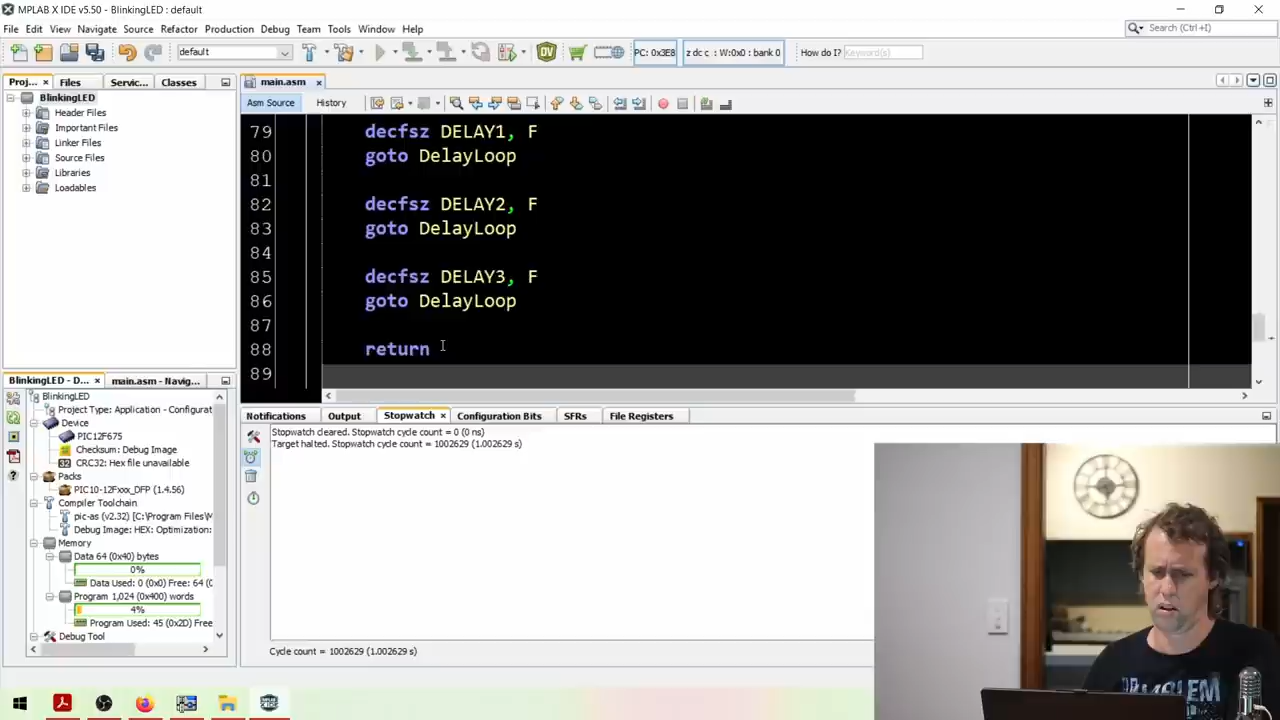 MPLAB X IDE v5.50 - BlinkingLED : default
File Edit View Navigate Source Refactor Production Debug Team Tools Window Help
Search (Ctrl+I)
default
PC: 0x3E8
z dc c : W:0x0 : bank 0
How do I? Keyword(s)
Proj... × Files Servic... Classes
main.asm ×
BlinkingLED
Header Files
Important Files
Linker Files
Source Files
Libraries
Loadables
Asm Source History
79 decfsz DELAY1, F
80 goto DelayLoop
81
82 decfsz DELAY2, F
83 goto DelayLoop
84
85 decfsz DELAY3, F
86 goto DelayLoop
87
88 return
89
BlinkingLED - D... × main.asm - Navig...
BlinkingLED
Project Type: Application - Configurat
Device
PIC12F675
Checksum: Debug Image
CRC32: Hex file unavailable
Packs
PIC10-12Fxxx_DFP (1.4.56)
Compiler Toolchain
pic-as (v2.32) [C:\Program Files\M
Debug Image: HEX: Optimization:
Memory
Data 64 (0x40) bytes
0%
Data Used: 0 (0x0) Free: 64 (0
Program 1,024 (0x400) words
4%
Program Used: 45 (0x2D) Free
Debug Tool
Notifications Output Stopwatch × Configuration Bits SFRs File Registers
Stopwatch cleared. Stopwatch cycle count = 0 (0 ns)
Target halted. Stopwatch cycle count = 1002629 (1.002629 s)
Cycle count = 1002629 (1.002629 s)